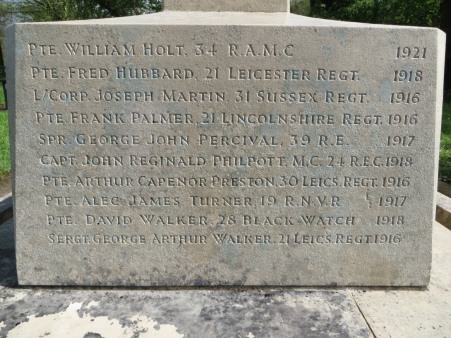 PTE. WILLIAM HOLT, 34 R.A.M.C 1921
PTE. FRED HUBBARD, 21 LEICESTER REGT. 1918
L/CORP. JOSEPH MARTIN, 31 SUSSEX REGT. 1916
PTE. FRANK PALMER, 21 LINCOLNSHIRE REGT. 1916
SPR. GEORGE JOHN PERCIVAL, 39 R.E. 1917
CAPT. JOHN REGINALD PHILPOTT, M.C. 24 R.F.C. 1918
PTE. ARTHUR CAPENOR PRESTON, 30 LEICS. REGT. 1916
PTE. ALEC JAMES TURNER, 19 R.N.V.R 1917
PTE. DAVID WALKER, 28 BLACK WATCH 1918
SERGT. GEORGE ARTHUR WALKER, 21 LEICS. REGT. 1916